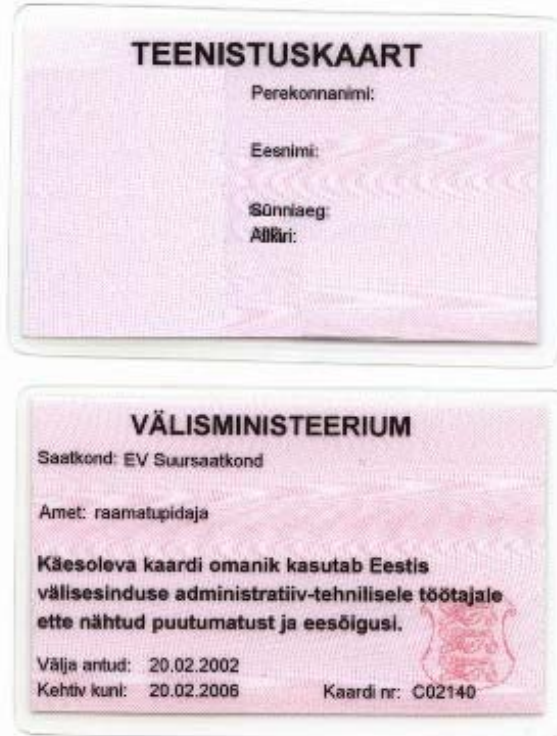 TEENISTUSKAART
Perekonnanimi:
Eesnimi:
Sünniaeg:
Allkiri:
VÄLISMINISTEERIUM
Saatkond: EV Suursaatkond
Amet: raamatupidaja
Käesoleva kaardi omanik kasutab Eestis
välisesinduse administratiiv-tehnilisele töötajale
ette nähtud puutumatust ja eesõigusi.
Välja antud: 20.02.2002
Kehtiv kuni: 20.02.2006 Kaardi nr: C02140